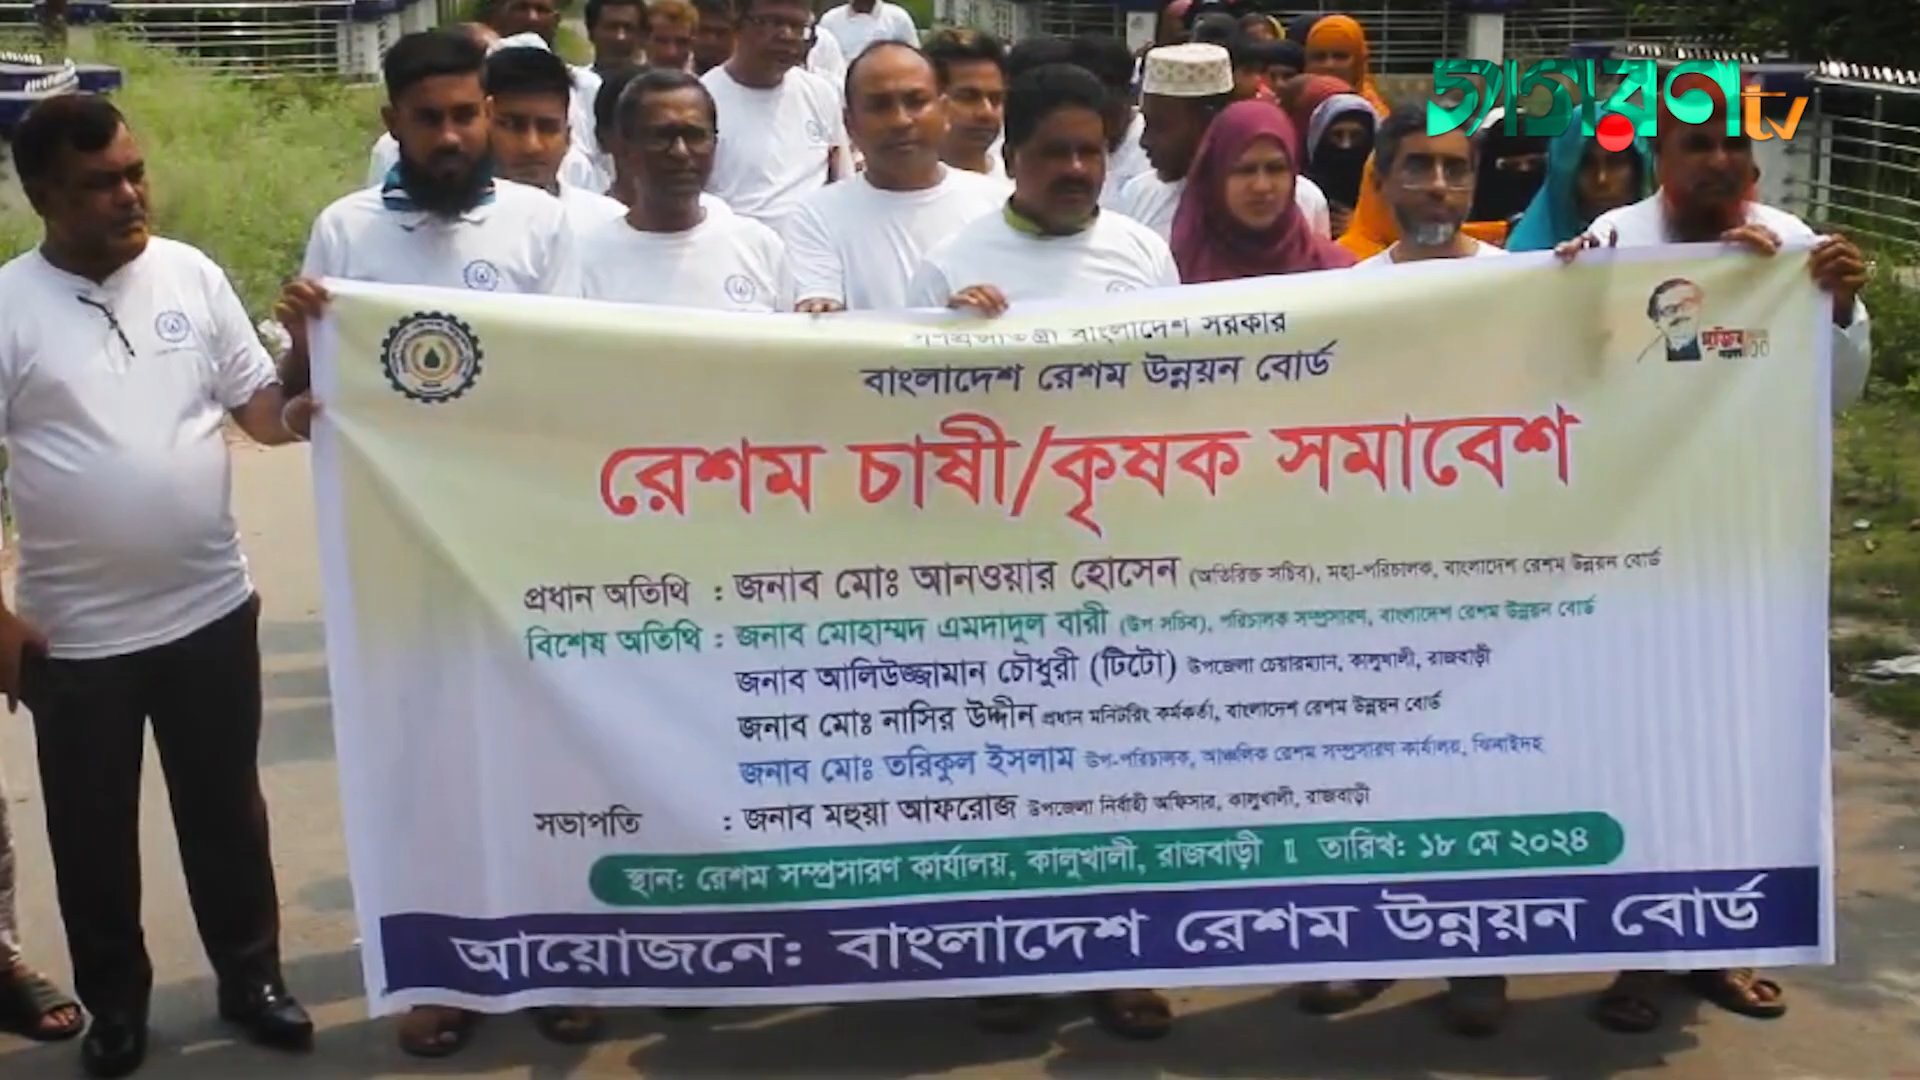 জাগরণ tv
গণপ্রজাতন্ত্রী বাংলাদেশ সরকার
বাংলাদেশ রেশম উন্নয়ন বোর্ড
রেশম চাষী/কৃষক সমাবেশ
প্রধান অতিথি : জনাব মোঃ আনওয়ার হোসেন (অতিরিক্ত সচিব), মহা-পরিচালক, বাংলাদেশ রেশম উন্নয়ন বোর্ড
বিশেষ অতিথি : জনাব মোহাম্মদ এমদাদুল বারী (উপ সচিব), পরিচালক সম্প্রসারণ, বাংলাদেশ রেশম উন্নয়ন বোর্ড
জনাব আলিউজ্জামান চৌধুরী (টিটো) উপজেলা চেয়ারম্যান, কালুখালী, রাজবাড়ী
জনাব মোঃ নাসির উদ্দীন প্রধান মনিটরিং কর্মকর্তা, বাংলাদেশ রেশম উন্নয়ন বোর্ড
জনাব মোঃ তরিকুল ইসলাম উপ-পরিচালক, আঞ্চলিক রেশম সম্প্রসারণ কার্যালয়, ঝিনাইদহ
সভাপতি : জনাব মহুয়া আফরোজ উপজেলা নির্বাহী অফিসার, কালুখালী, রাজবাড়ী
স্থান: রেশম সম্প্রসারণ কার্যালয়, কালুখালী, রাজবাড়ী ॥ তারিখ: ১৮ মে ২০২৪
আয়োজনে: বাংলাদেশ রেশম উন্নয়ন বোর্ড